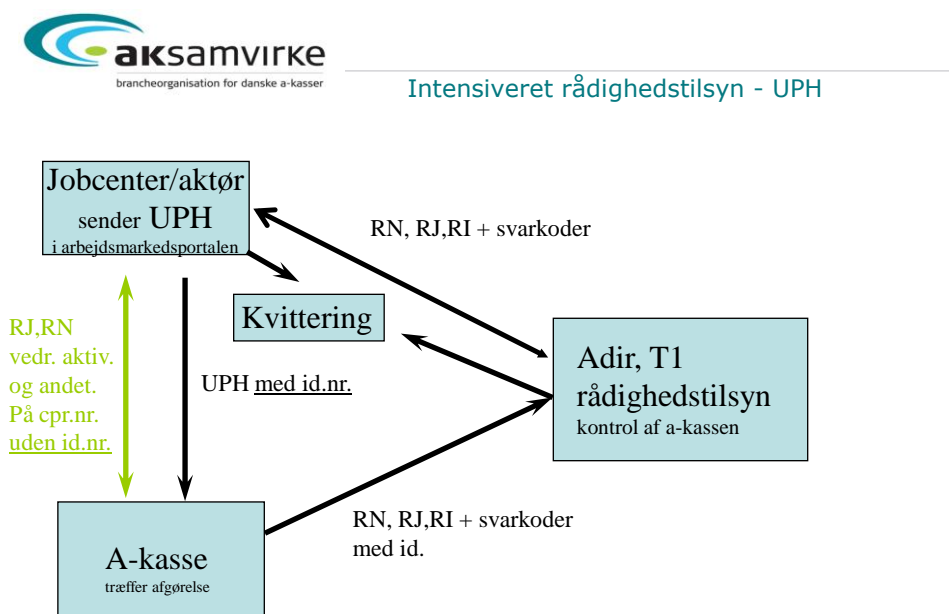 aksamvirke
brancheorganisation for danske a-kasser
Intensiveret rådighedstilsyn - UPH
Jobcenter/aktør
sender UPH
i arbejdsmarkedsportalen
RN, RJ,RI + svarkoder
Kvittering
RJ,RN
vedr. aktiv.
og andet.
På cpr.nr.
uden id.nr.
UPH med id.nr.
Adir, T1
rådighedstilsyn
kontrol af a-kassen
RN, RJ,RI + svarkoder
med id.
A-kasse
træffer afgørelse